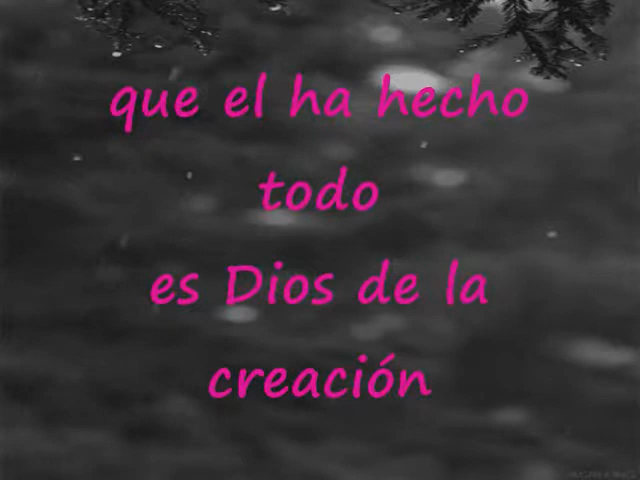 que el ha hecho
todo
es Dios de la
creación